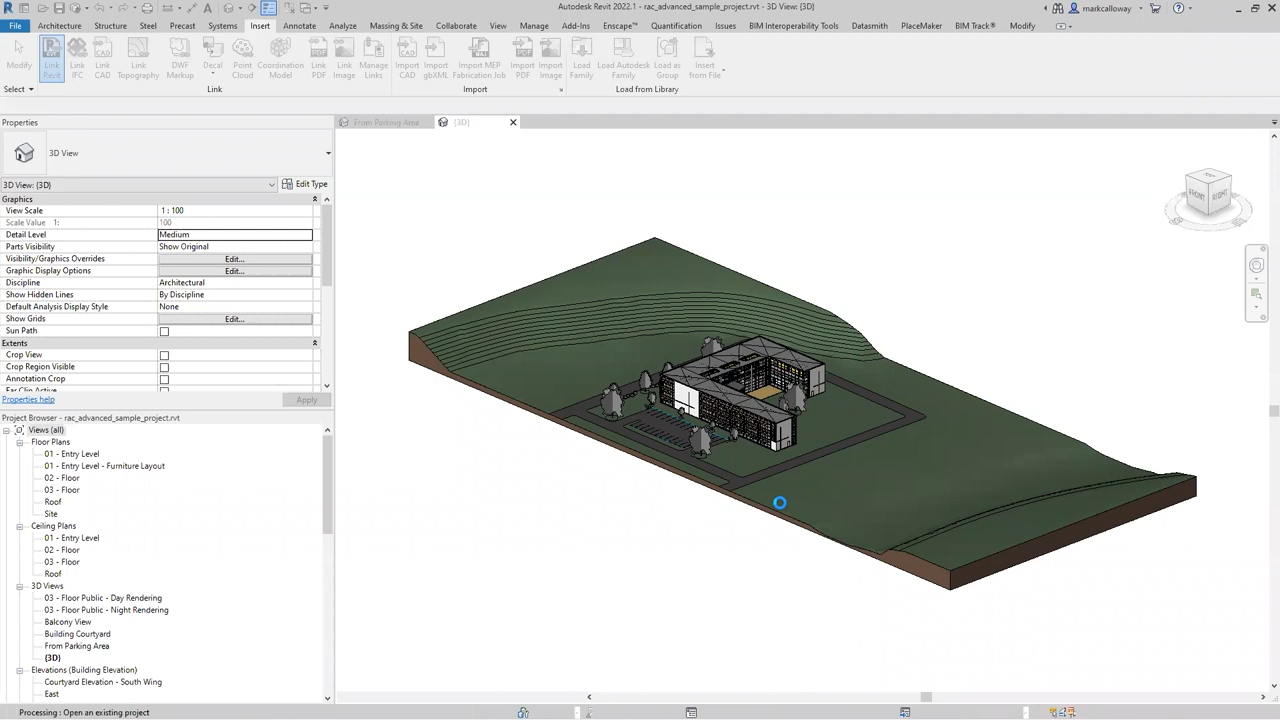 Autodesk Revit 2022.1 - rac_advanced_sample_project.rvt - 3D View: {3D}
markcalloway
File Architecture Structure Steel Precast Systems Insert Annotate Analyze Massing & Site Collaborate View Manage Add-Ins Enscape™ Quantification Issues BIM Interoperability Tools Datasmith PlaceMaker BIM Track Modify
Modify Link Revit Link IFC Link CAD Link Topography DWF Markup Decal Point Cloud Coordination Model Link PDF Link Image Manage Links Import CAD Import gbXML Import MEP Fabrication Job Import PDF Import Image Load Family Load Autodesk Family Load as Group Insert from File
Select Link Import Load from Library
Properties
From Parking Area {3D}
3D View
3D View: {3D} Edit Type
Graphics
View Scale 1 : 100
Scale Value 1: 100
Detail Level Medium
Parts Visibility Show Original
Visibility/Graphics Overrides Edit...
Graphic Display Options Edit...
Discipline Architectural
Show Hidden Lines By Discipline
Default Analysis Display Style None
Show Grids Edit...
Sun Path
Extents
Crop View
Crop Region Visible
Annotation Crop
Far Clip Active
Properties help Apply
Project Browser - rac_advanced_sample_project.rvt
Views (all)
Floor Plans
01 - Entry Level
01 - Entry Level - Furniture Layout
02 - Floor
03 - Floor
Roof
Site
Ceiling Plans
01 - Entry Level
02 - Floor
03 - Floor
Roof
3D Views
03 - Floor Public - Day Rendering
03 - Floor Public - Night Rendering
Balcony View
Building Courtyard
From Parking Area
{3D}
Elevations (Building Elevation)
Courtyard Elevation - South Wing
East
Processing : Open an existing project
TOP
FRONT
RIGHT